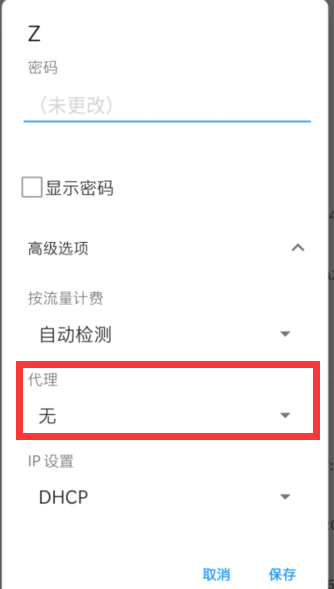 Z
密码
（未更改）
显示密码
高级选项
按流量计费
自动检测
代理
无
IP 设置
DHCP
取消 保存